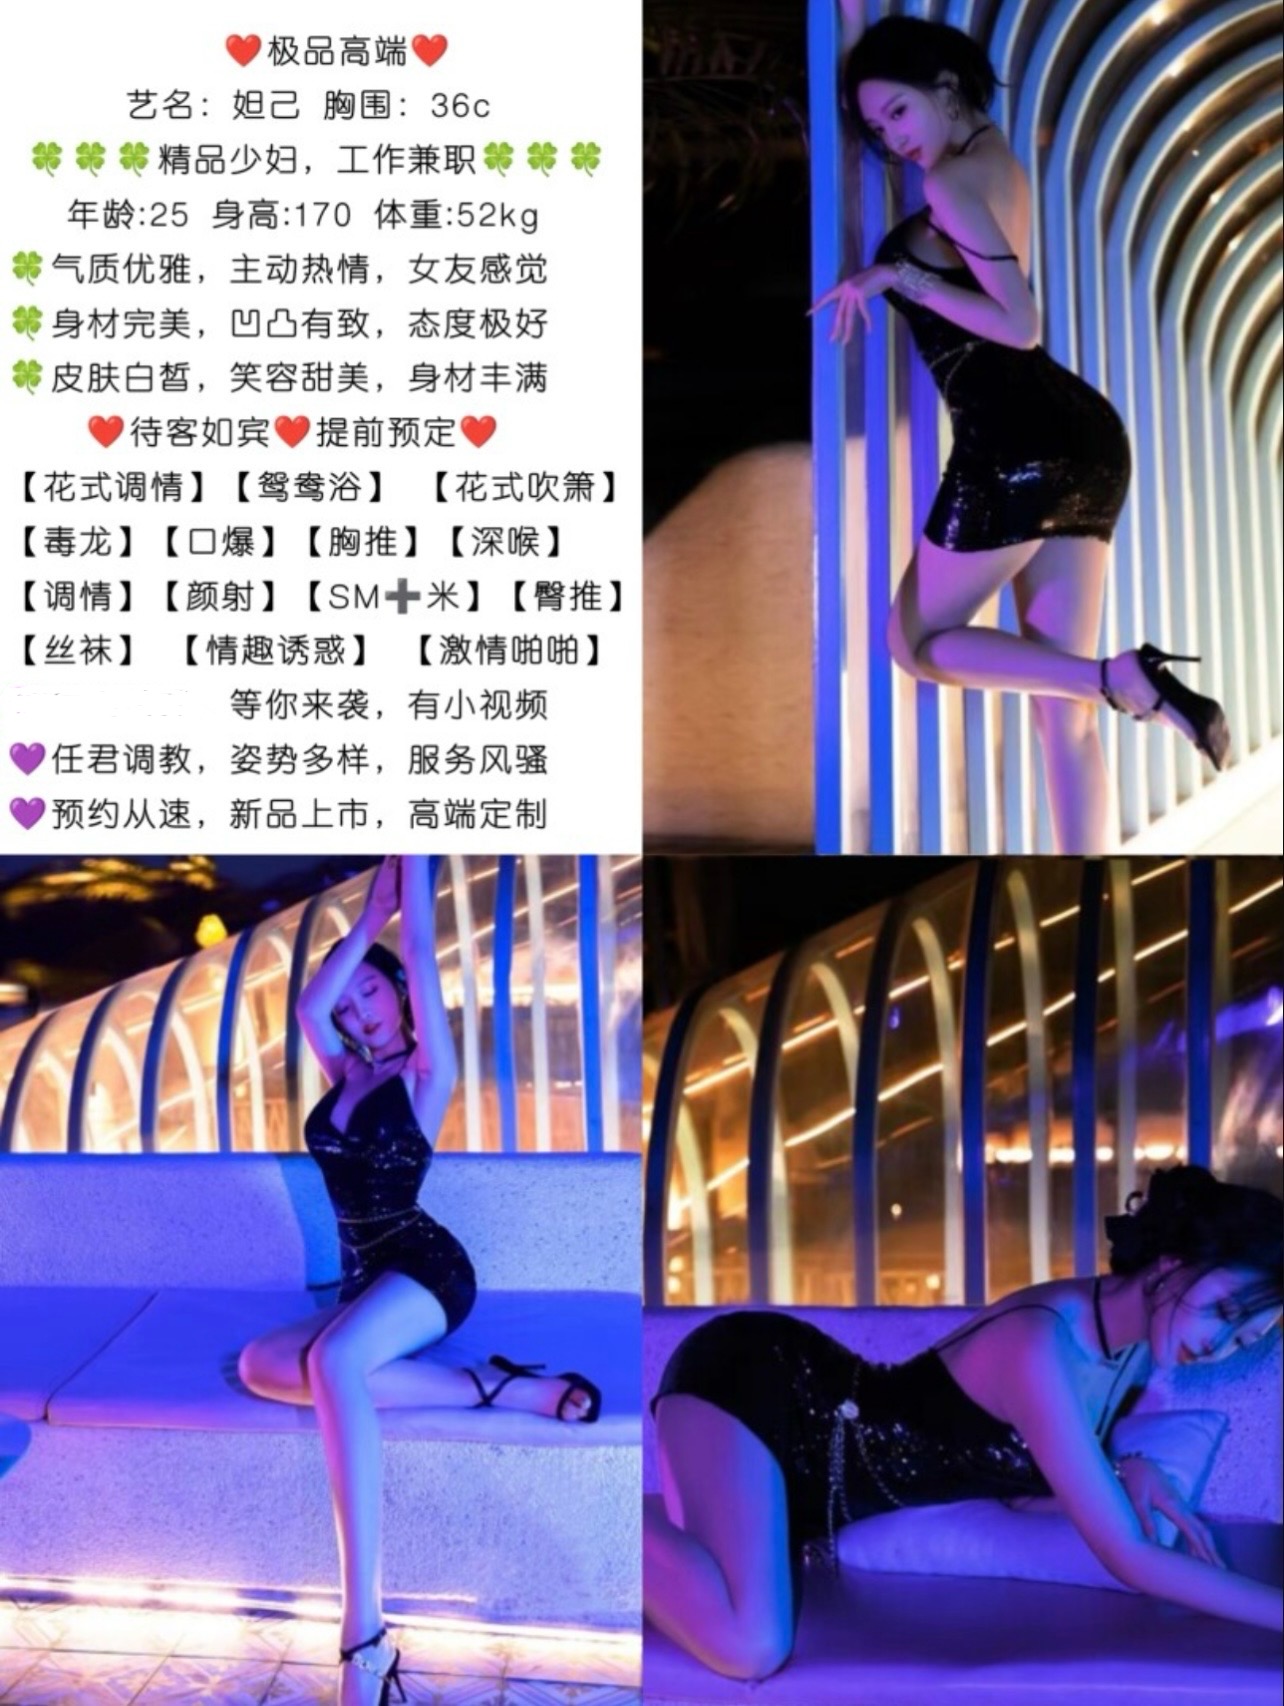 ❤️极品高端❤️
艺名：妲己 胸围：36c
🍀🍀🍀精品少妇，工作兼职🍀🍀🍀
年龄:25 身高:170 体重:52kg
🍀气质优雅，主动热情，女友感觉
🍀身材完美，凹凸有致，态度极好
🍀皮肤白皙，笑容甜美，身材丰满
❤️待客如宾❤️提前预定❤️
【花式调情】【鸳鸯浴】 【花式吹箫】
【毒龙】【口爆】【胸推】【深喉】
【调情】【颜射】【SM➕米】【臀推】
【丝袜】 【情趣诱惑】 【激情啪啪】
等你来袭，有小视频
💜任君调教，姿势多样，服务风骚
💜预约从速，新品上市，高端定制